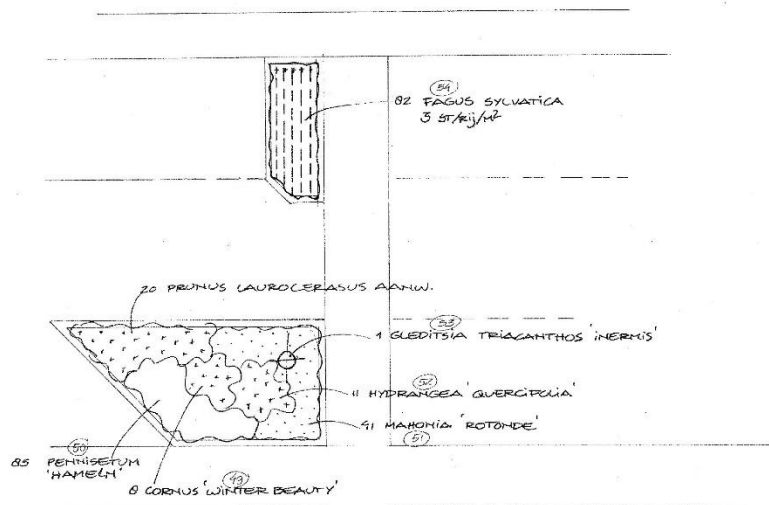 54
82 FAGUS SYLVATICA
3 ST/RIJ/M²
20 PRUNUS LAUROCERASUS AANW.
53
1 GLEDITSIA TRIACANTHOS 'INERMIS'
52
11 HYDRANGEA 'QUERCIFOLIA'
41 MAHONIA 'ROTONDE'
51
50
85 PENNISETUM
'HAMELN'
49
8 CORNUS 'WINTER BEAUTY'